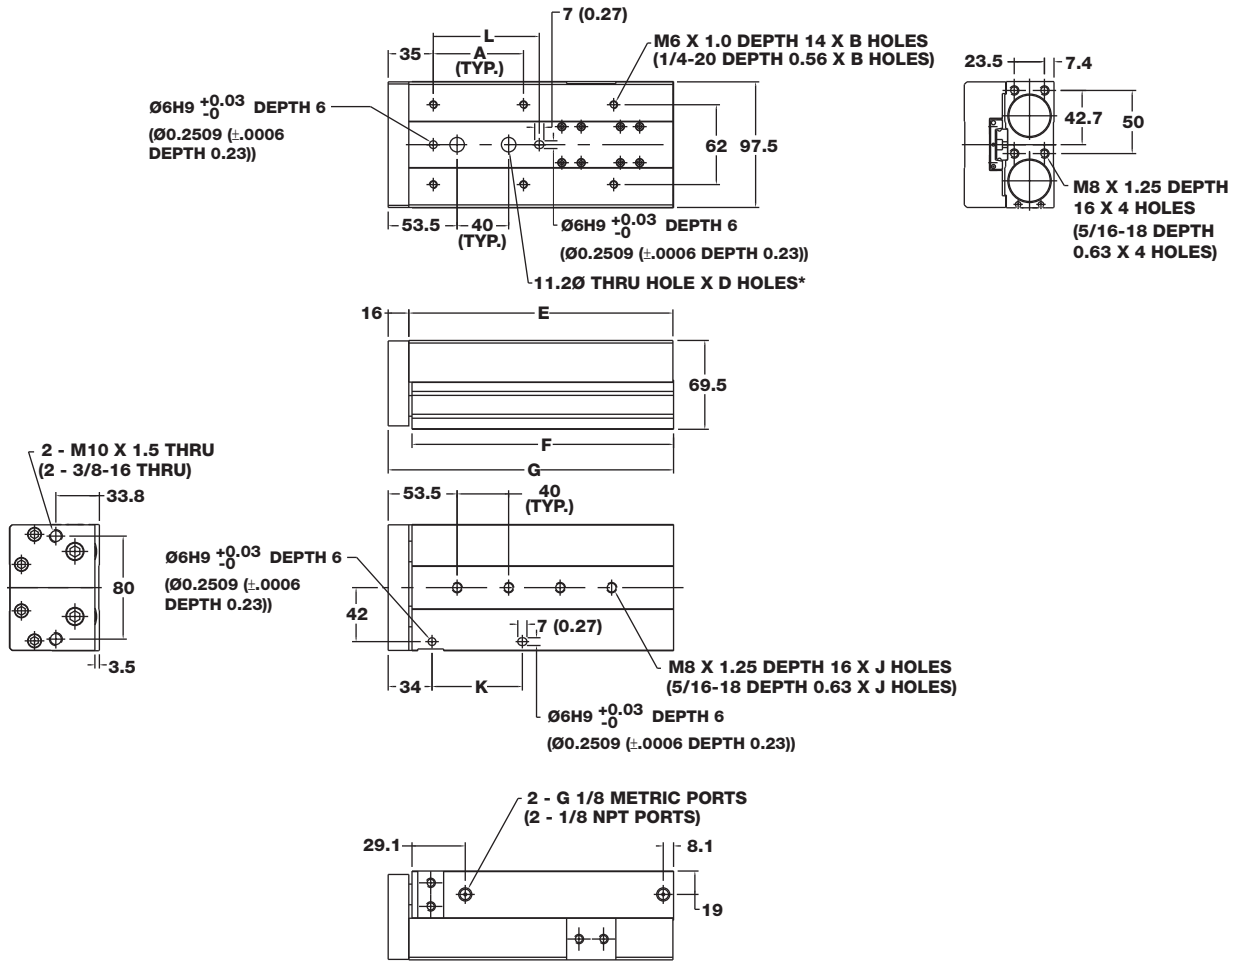 7 (0.27)
L
35
A
(TYP.)
M6 X 1.0 DEPTH 14 X B HOLES
(1/4-20 DEPTH 0.56 X B HOLES)
23.5
7.4
Ø6H9 +0.03 -0 DEPTH 6
(Ø0.2509 (±.0006
DEPTH 0.23))
62
97.5
42.7
50
M8 X 1.25 DEPTH
16 X 4 HOLES
(5/16-18 DEPTH
0.63 X 4 HOLES)
53.5
40
(TYP.)
Ø6H9 +0.03 -0 DEPTH 6
(Ø0.2509 (±.0006 DEPTH 0.23))
11.2Ø THRU HOLE X D HOLES*
16
E
69.5
F
G
2 - M10 X 1.5 THRU
(2 - 3/8-16 THRU)
33.8
80
3.5
53.5
40
(TYP.)
Ø6H9 +0.03 -0 DEPTH 6
(Ø0.2509 (±.0006
DEPTH 0.23))
42
7 (0.27)
34
K
M8 X 1.25 DEPTH 16 X J HOLES
(5/16-18 DEPTH 0.63 X J HOLES)
Ø6H9 +0.03 -0 DEPTH 6
(Ø0.2509 (±.0006 DEPTH 0.23))
2 - G 1/8 METRIC PORTS
(2 - 1/8 NPT PORTS)
29.1
8.1
19